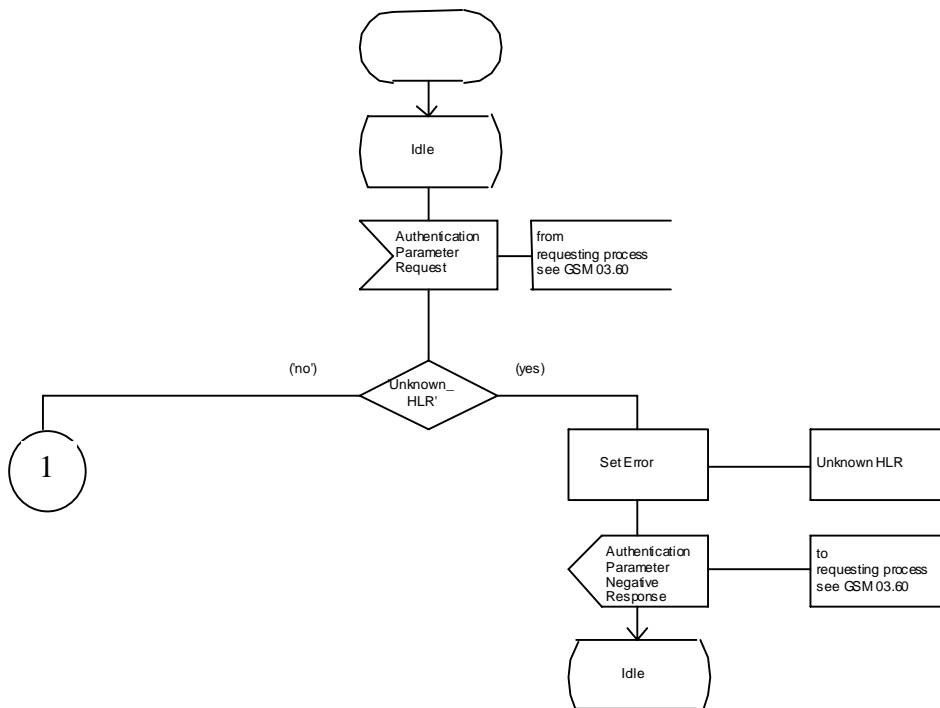 Idle
Authentication
Parameter
Request
from
requesting process
see GSM 03.60
('no')
'Unknown_
HLR'
(yes)
1
Set Error
Unknown HLR
Authentication
Parameter
Negative
Response
to
requesting process
see GSM 03.60
Idle